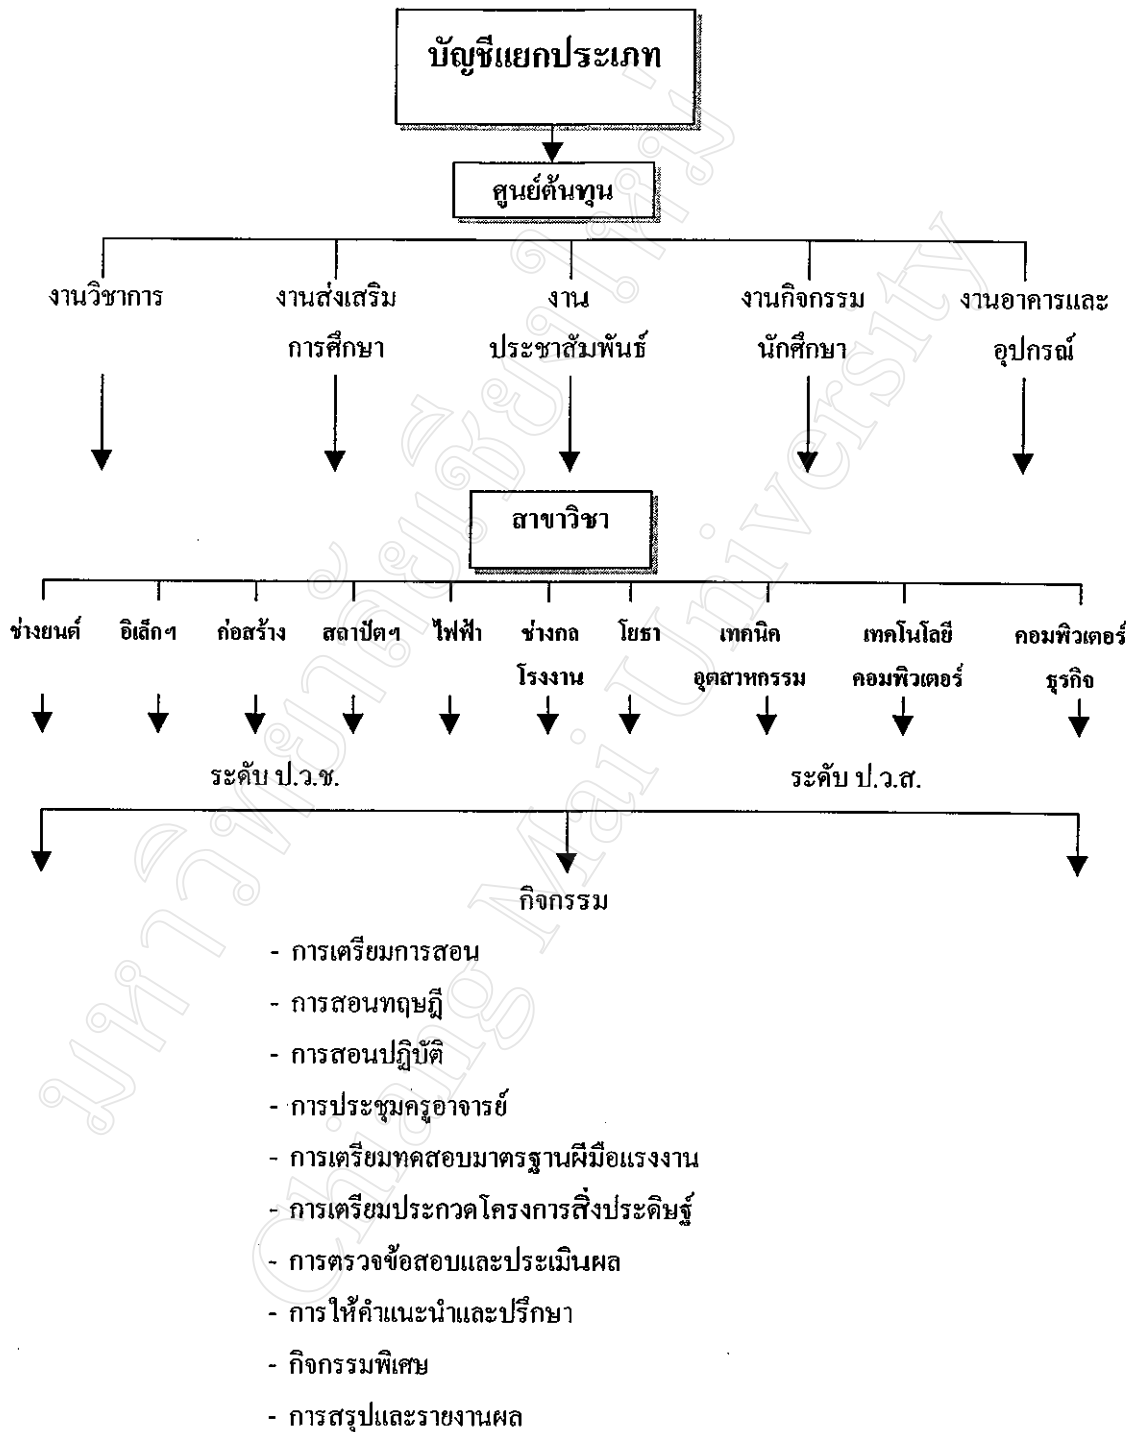 บัญชีแยกประเภท
ศูนย์ต้นทุน
งานวิชาการ งานส่งเสริม งาน งานกิจกรรม งานอาคารและ
การศึกษา ประชาสัมพันธ์ นักศึกษา อุปกรณ์
สาขาวิชา
ช่างยนต์ อิเล็กฯ ก่อสร้าง สถาปัตฯ ไฟฟ้า ช่างกล โยธา เทคนิค เทคโนโลยี คอมพิวเตอร์
โรงงาน อุตสาหกรรม คอมพิวเตอร์ ธุรกิจ
ระดับ ป.ว.ช. ระดับ ป.ว.ส.
กิจกรรม
- การเตรียมการสอน
- การสอนทฤษฎี
- การสอนปฏิบัติ
- การประชุมครูอาจารย์
- การเตรียมทดสอบมาตรฐานฝีมือแรงงาน
- การเตรียมประกวดโครงการสิ่งประดิษฐ์
- การตรวจข้อสอบและประเมินผล
- การให้คำแนะนำและปรึกษา
- กิจกรรมพิเศษ
- การสรุปและรายงานผล
มหาวิทยาลัยเชียงใหม่
Chiang Mai University